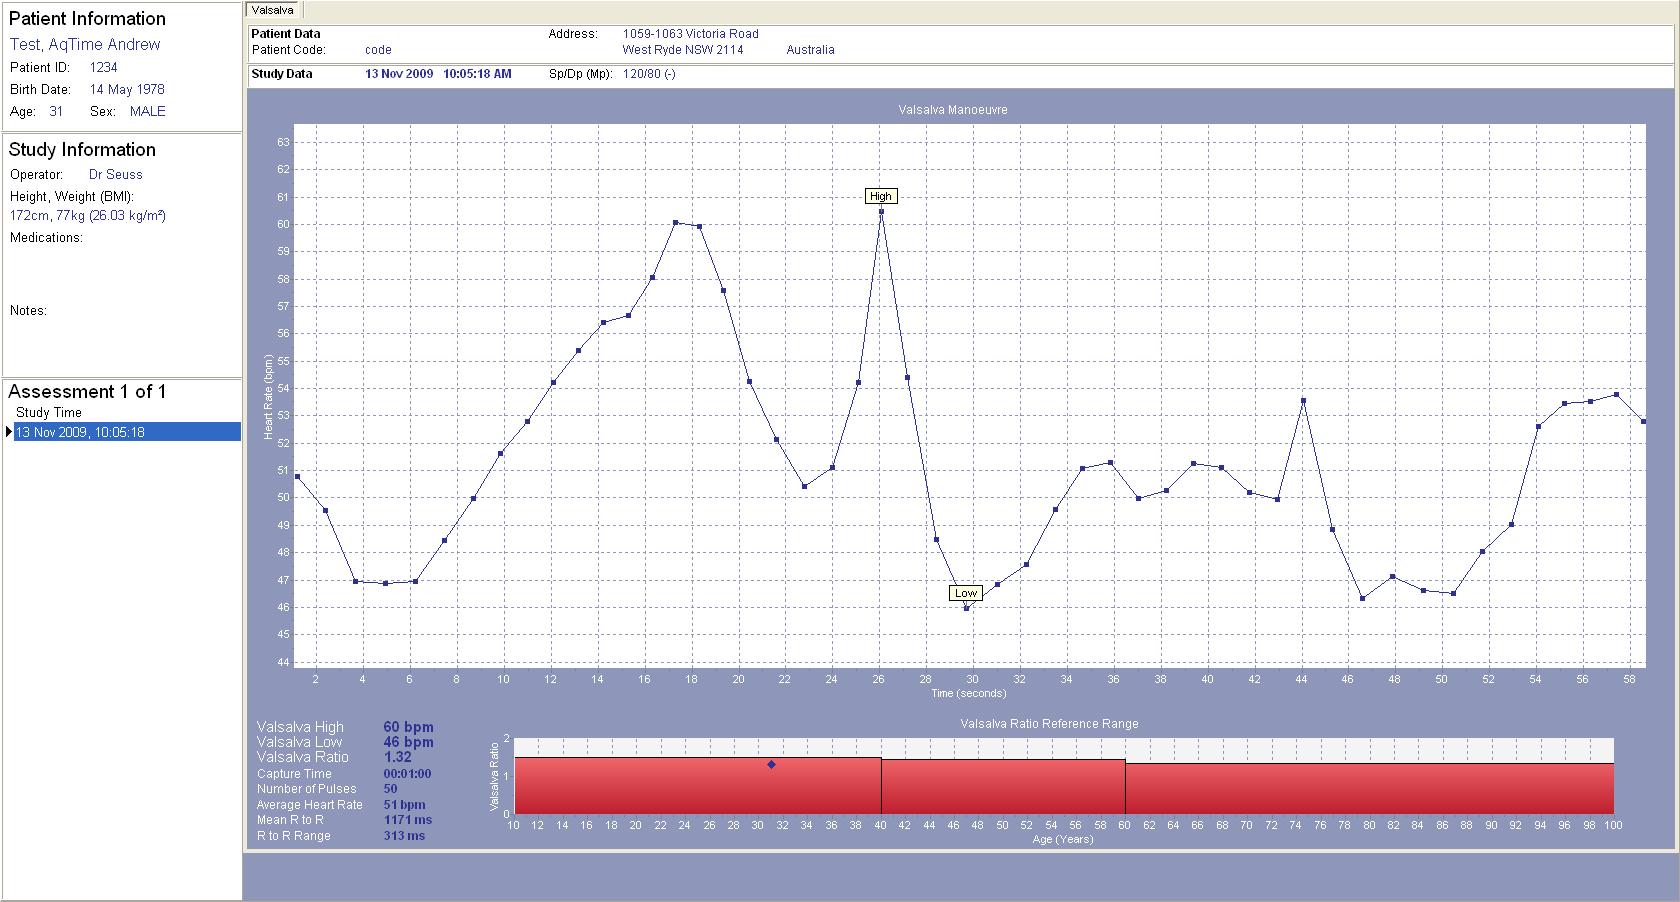 Patient Information
Test, AqTime Andrew
Patient ID: 1234
Birth Date: 14 May 1978
Age: 31 Sex: MALE
Study Information
Operator: Dr Seuss
Height, Weight (BMI):
172cm, 77kg (26.03 kg/m²)
Medications:
Notes:
Assessment 1 of 1
Study Time
13 Nov 2009, 10:05:18
Valsalva
Patient Data Address: 1059-1063 Victoria Road
Patient Code: code West Ryde NSW 2114 Australia
Study Data 13 Nov 2009 10:05:18 AM Sp/Dp (Mp): 120/80 (-)
Valsalva Manoeuvre
63
62
61
60
59
58
57
56
55
54
53
52
51
50
49
48
47
46
45
44
Heart Rate (bpm)
High
Low
2 4 6 8 10 12 14 16 18 20 22 24 26 28 30 32 34 36 38 40 42 44 46 48 50 52 54 56 58
Time (seconds)
Valsalva High 60 bpm
Valsalva Low 46 bpm
Valsalva Ratio 1.32
Capture Time 00:01:00
Number of Pulses 50
Average Heart Rate 51 bpm
Mean R to R 1171 ms
R to R Range 313 ms
Valsalva Ratio Reference Range
Valsalva Ratio
2
1
0
10 12 14 16 18 20 22 24 26 28 30 32 34 36 38 40 42 44 46 48 50 52 54 56 58 60 62 64 66 68 70 72 74 76 78 80 82 84 86 88 90 92 94 96 98 100
Age (Years)